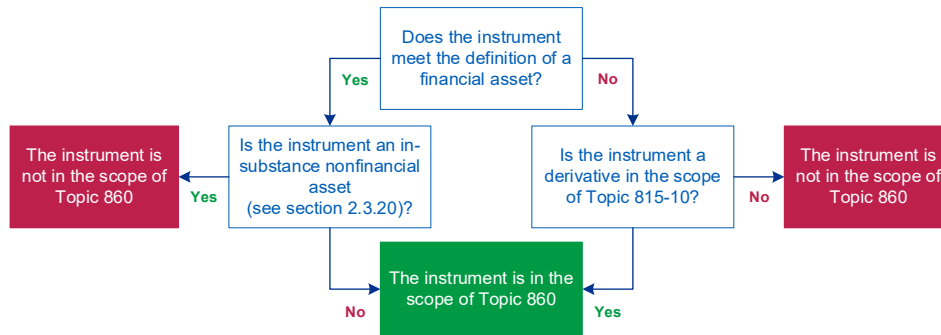 Does the instrument
meet the definition of a
financial asset?
Yes
No
The instrument is
not in the scope of
Topic 860
Yes
Is the instrument an in-
substance nonfinancial
asset
(see section 2.3.20)?
Is the instrument a
derivative in the scope
of Topic 815-10?
No
The instrument is
not in the scope of
Topic 860
No
The instrument is in the
scope of Topic 860
Yes